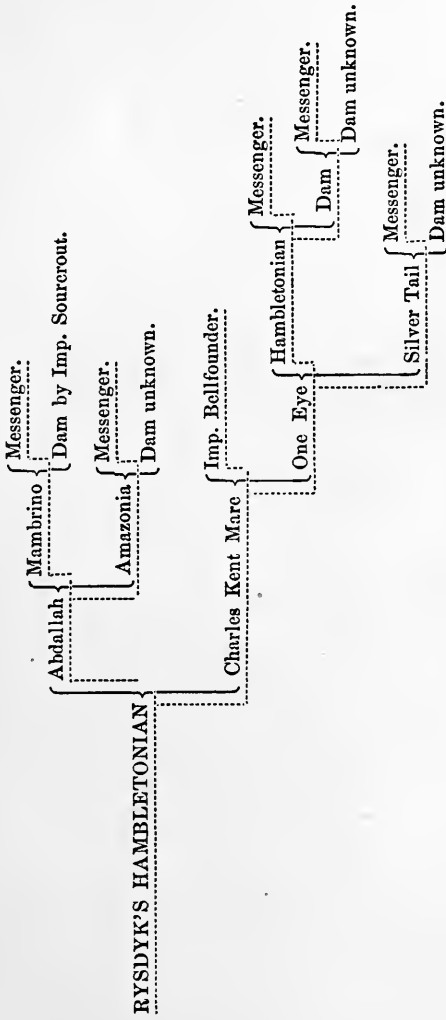 RYSDYK'S HAMBLETONIAN
Abdallah
Mambrino
Messenger.
Dam by Imp. Sourcrout.
Amazonia
Messenger.
Dam unknown.
Charles Kent Mare
Imp. Bellfounder.
One Eye
Hambletonian
Messenger.
Dam
Messenger.
Dam unknown.
Silver Tail
Messenger.
Dam unknown.